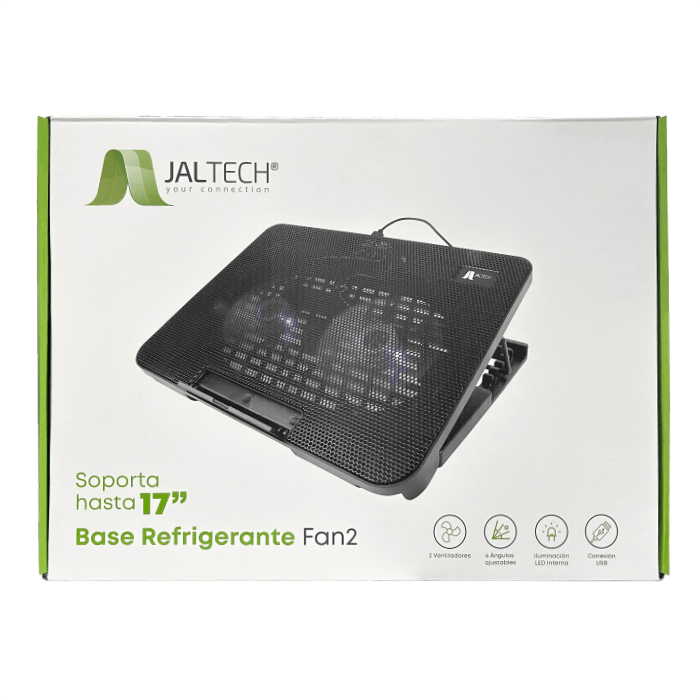 JALTECH®
your connection
JALTECH
Soporta
hasta 17”
Base Refrigerante Fan2
2 Ventiladores
6 Ángulos
ajustables
Iluminación
LED Interna
Conexión
USB